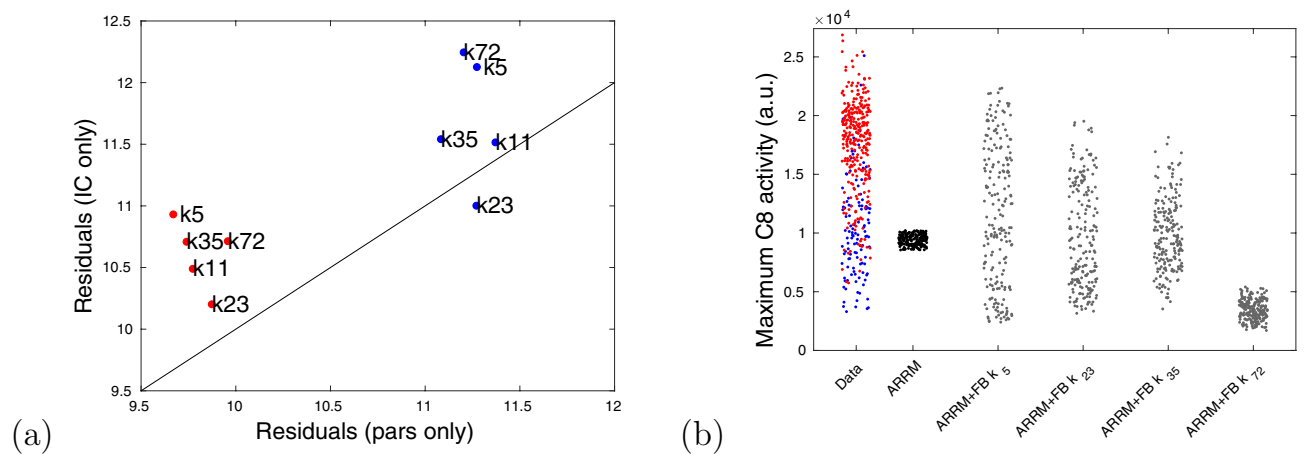 12.5
12
11.5
11
10.5
10
9.5
Residuals (IC only)
k72
k5
k35
k11
k23
k5
k35
k72
k11
k23
9.5
10
10.5
11
11.5
12
Residuals (pars only)
(a)
×10⁴
2.5
2
1.5
1
0.5
0
Maximum C8 activity (a.u.)
Data
ARRM
ARRM+FB k 5
ARRM+FB k 23
ARRM+FB k 35
ARRM+FB k 72
(b)